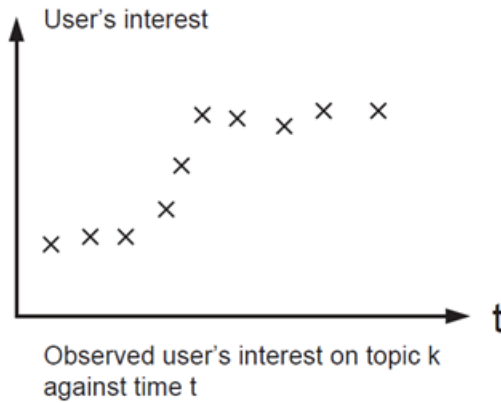 User's interest
t
Observed user's interest on topic k
against time t